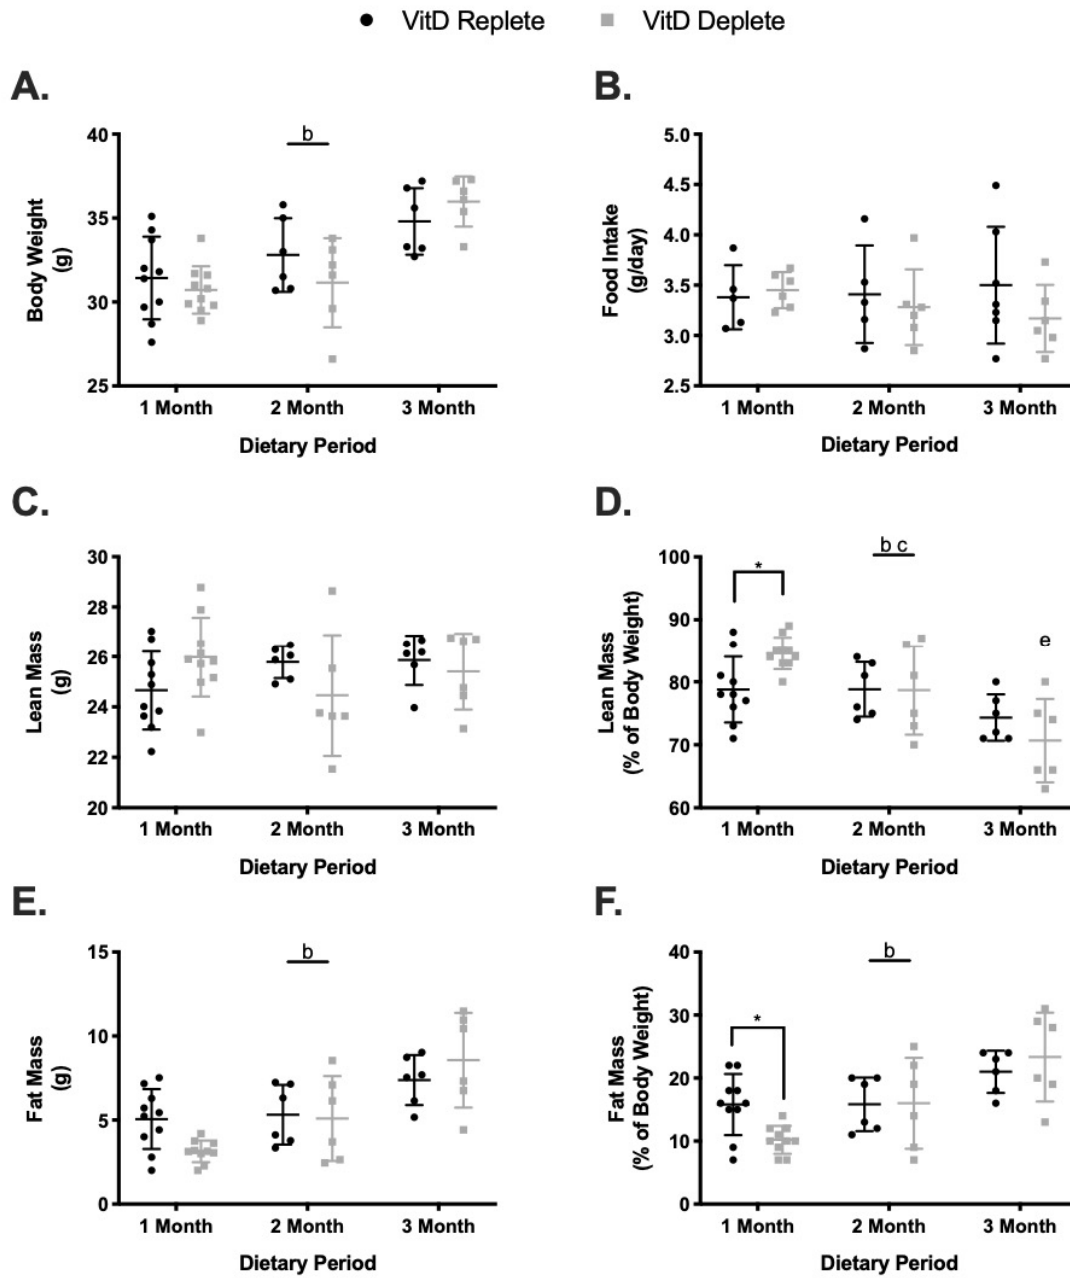 VitD Replete VitD Deplete
A.
40
35
30
25
Body Weight
(g)
b
1 Month 2 Month 3 Month
Dietary Period
B.
5.0
4.5
4.0
3.5
3.0
2.5
Food Intake
(g/day)
1 Month 2 Month 3 Month
Dietary Period
C.
30
28
26
24
22
20
Lean Mass
(g)
1 Month 2 Month 3 Month
Dietary Period
D.
100
90
80
70
60
Lean Mass
(% of Body Weight)
*
b c
e
1 Month 2 Month 3 Month
Dietary Period
E.
15
10
5
0
Fat Mass
(g)
b
1 Month 2 Month 3 Month
Dietary Period
F.
40
30
20
10
0
Fat Mass
(% of Body Weight)
*
b
1 Month 2 Month 3 Month
Dietary Period